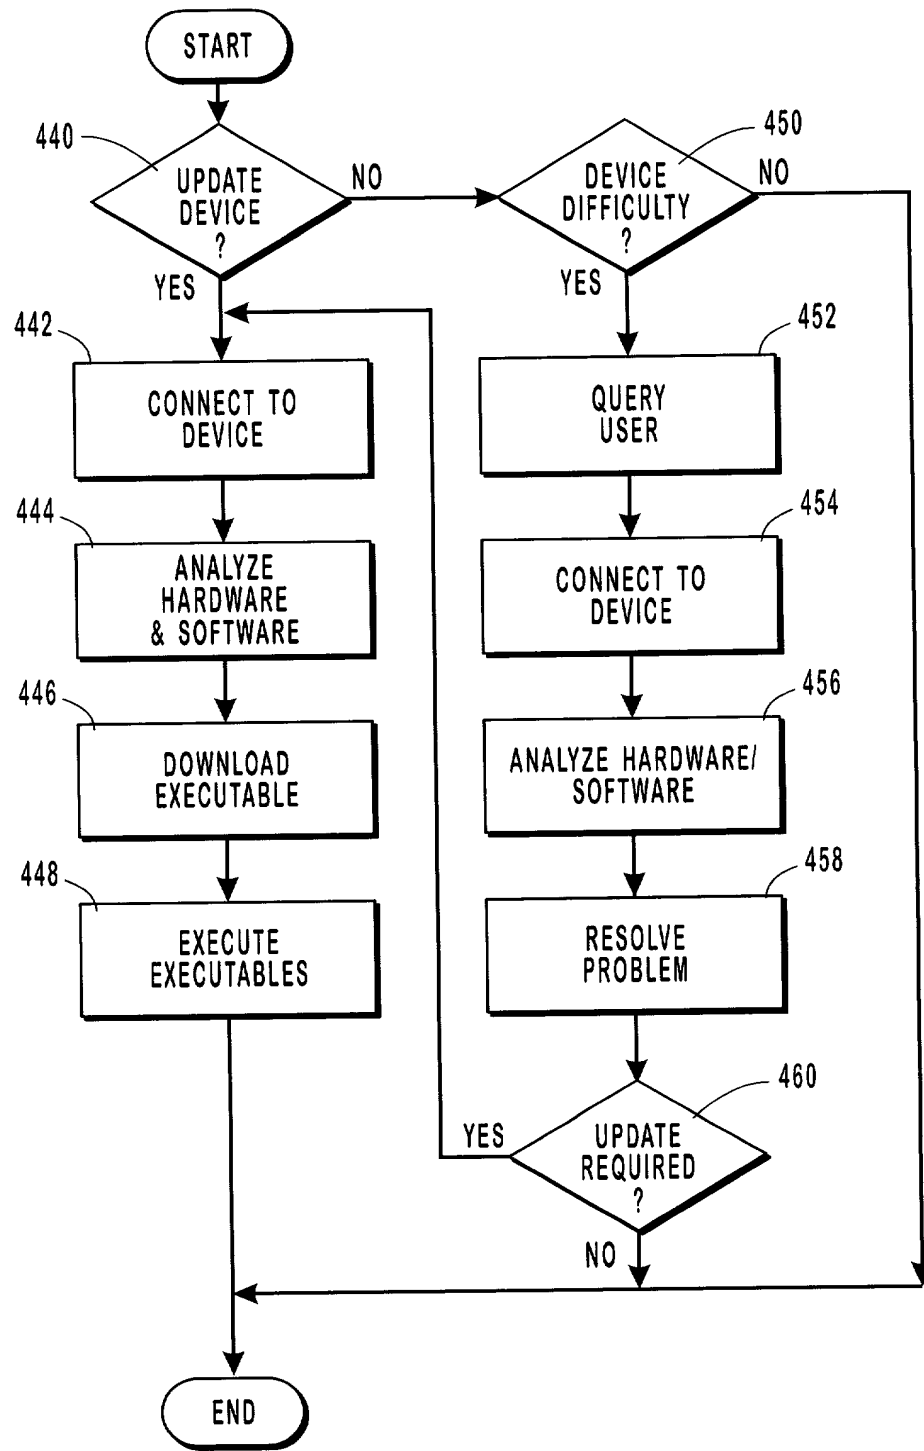 START
440
UPDATE
DEVICE
?
NO
YES
450
DEVICE
DIFFICULTY
?
NO
YES
442
CONNECT TO
DEVICE
452
QUERY
USER
444
ANALYZE
HARDWARE
& SOFTWARE
454
CONNECT TO
DEVICE
446
DOWNLOAD
EXECUTABLE
456
ANALYZE HARDWARE/
SOFTWARE
448
EXECUTE
EXECUTABLES
458
RESOLVE
PROBLEM
460
UPDATE
REQUIRED
?
YES
NO
END